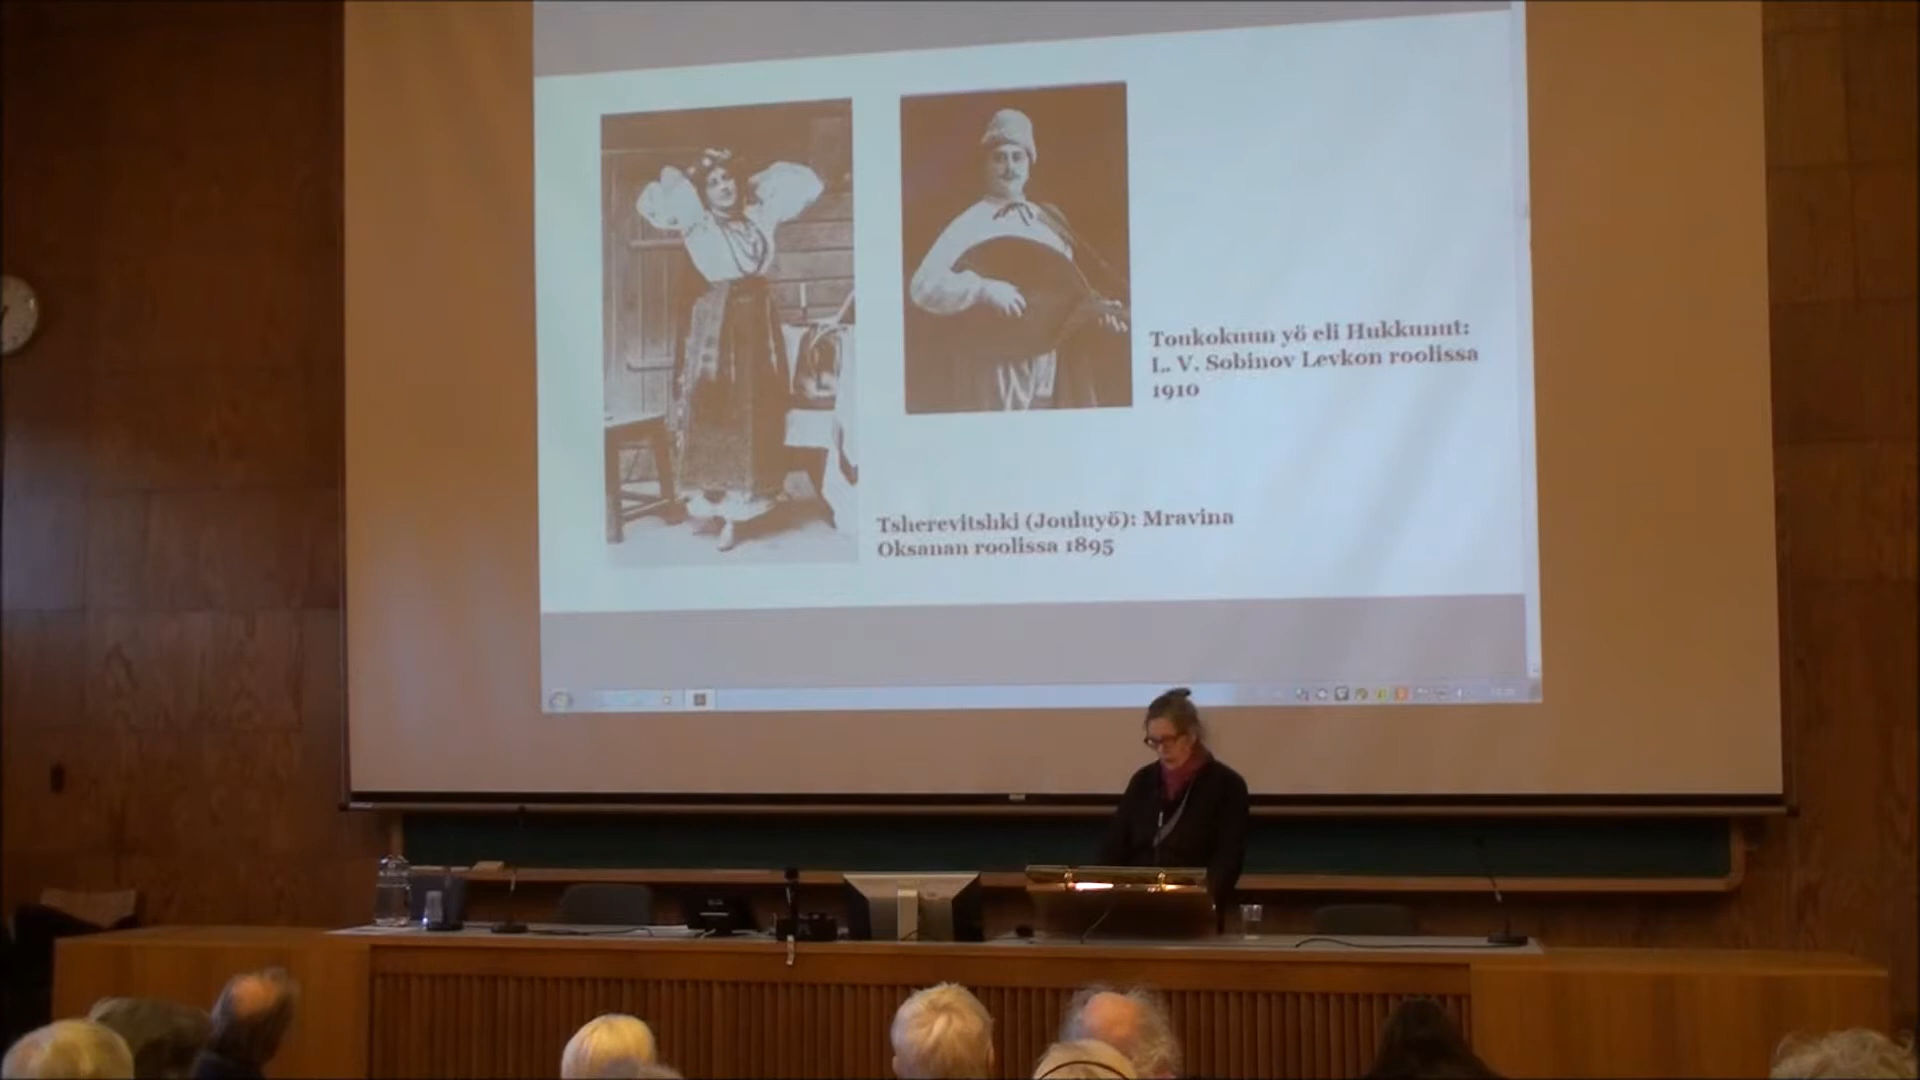 Toukokuun yö eli Hukkunut:
L. V. Sobinov Levkon roolissa
1910
Tsherevitshki (Jouluyö): Mravina
Oksanan roolissa 1895